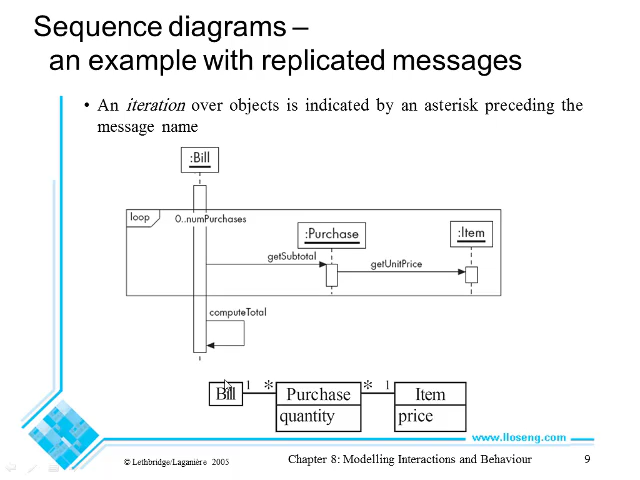 Sequence diagrams –
an example with replicated messages
• An iteration over objects is indicated by an asterisk preceding the
message name
:Bill
loop
0..numPurchases
:Purchase
:Item
getSubtotal
getUnitPrice
computeTotal
Bill
1
*
Purchase
*
1
Item
quantity
price
www.lloseng.com
© Lethbridge/Laganière 2005
Chapter 8: Modelling Interactions and Behaviour
9